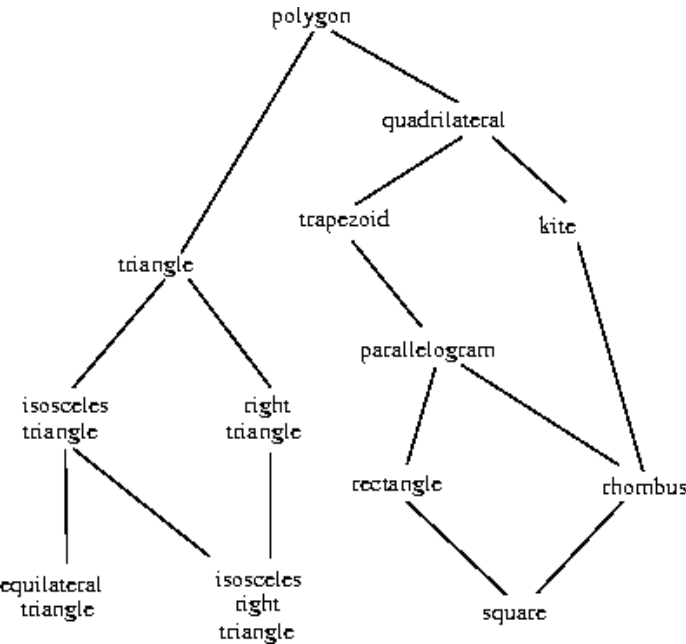 polygon
quadrilateral
trapezoid
kite
triangle
parallelogram
isosceles
triangle
right
triangle
rectangle
rhombus
equilateral
triangle
isosceles
right
triangle
square